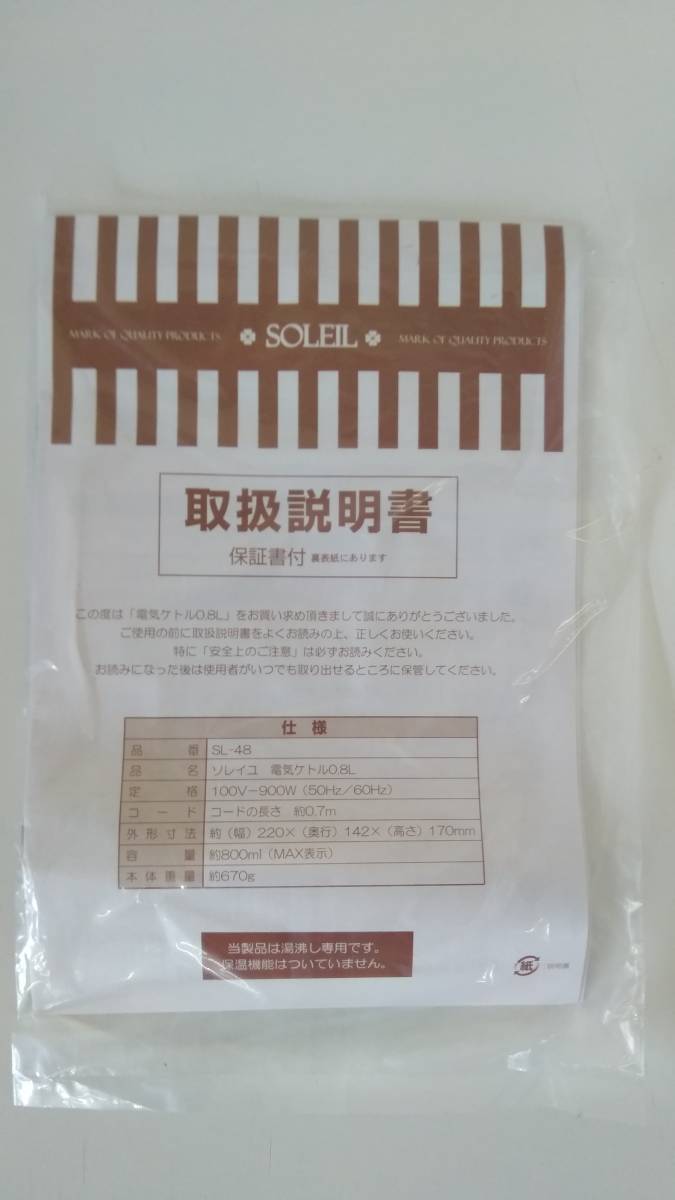 MARK OF QUALITY PRODUCTS SOLEIL MARK OF QUALITY PRODUCTS
取扱説明書
保証書付 裏表紙にあります
この度は「電気ケトル0.8L」をお買い求め頂きまして誠にありがとうございました。
ご使用の前に取扱説明書をよくお読みの上、正しくお使いください。
特に「安全上のご注意」は必ずお読みください。
お読みになった後は使用者がいつでも取り出せるところに保管してください。
仕様
品番 SL-48
品名 ソレイユ 電気ケトル0.8L
定格 100V-900W（50Hz/60Hz）
コード コードの長さ 約0.7m
外形寸法 約（幅）220×（奥行）142×（高さ）170mm
容量 約800ml（MAX表示）
本体重量 約670g
当製品は湯沸し専用です。
保温機能はついていません。
紙 説明書